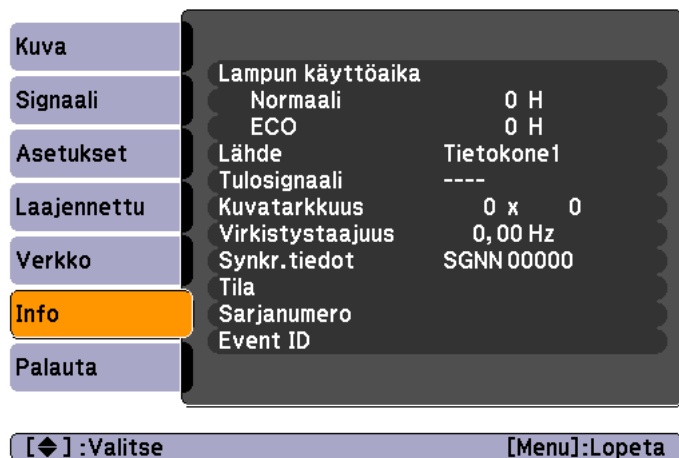 Kuva
Signaali
Asetukset
Laajennettu
Verkko
Info
Palauta
Lampun käyttöaika
Normaali 0 H
ECO 0 H
Lähde Tietokone1
Tulosignaali ----
Kuvatarkkuus 0 x 0
Virkistystaajuus 0,00 Hz
Synkr.tiedot SGNN 00000
Tila
Sarjanumero
Event ID
[◆] :Valitse [Menu]:Lopeta